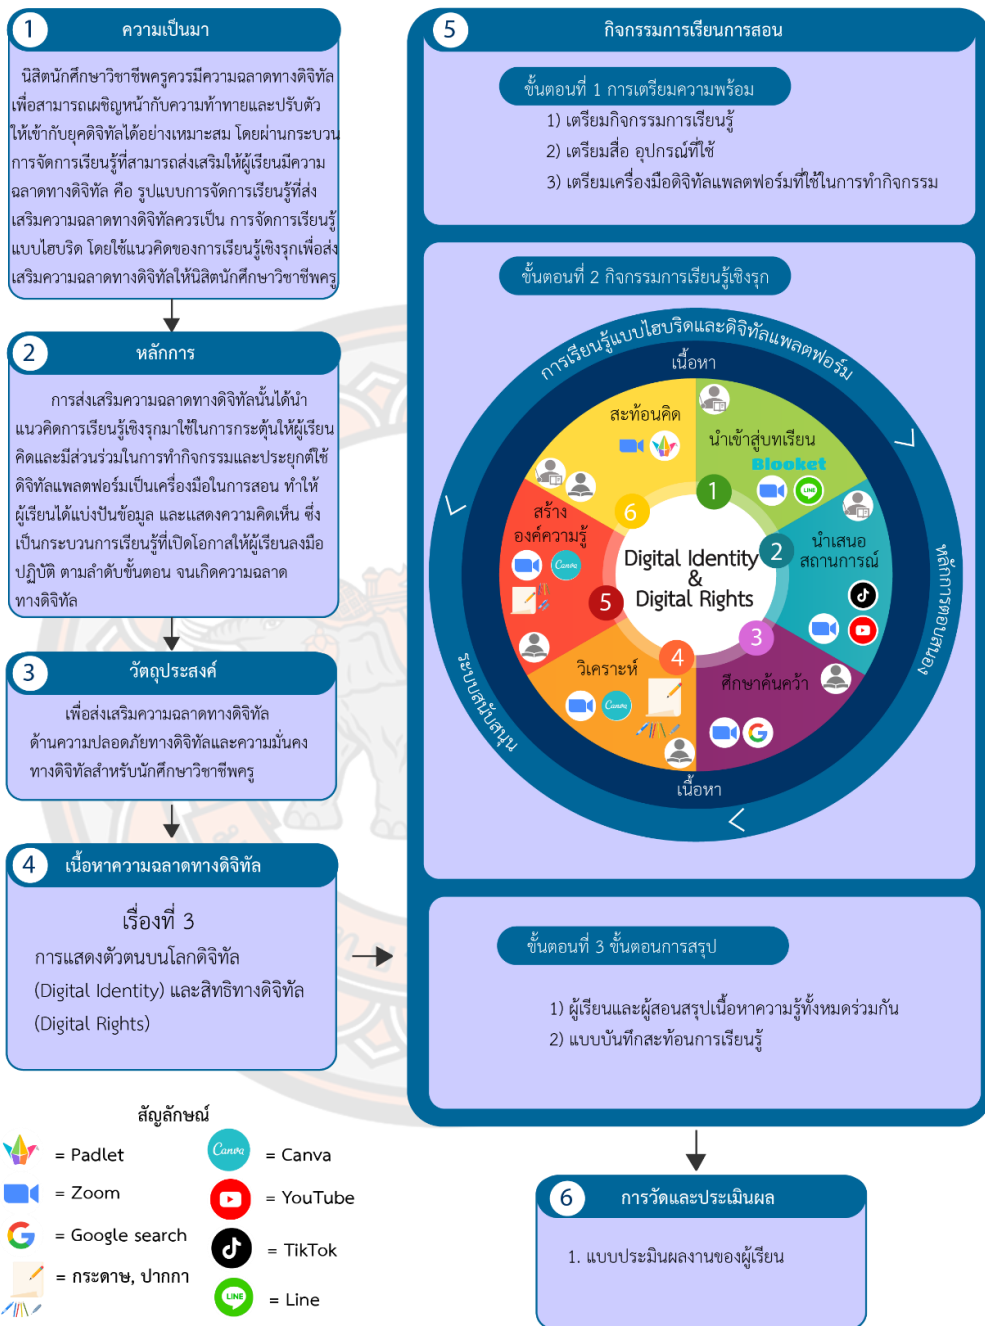 1
ความเป็นมา
นิสิตนักศึกษาวิชาชีพครูควรมีความฉลาดทางดิจิทัล
เพื่อสามารถเผชิญหน้ากับความท้าทายและปรับตัว
ให้เข้ากับยุคดิจิทัลได้อย่างเหมาะสม โดยผ่านกระบวน
การจัดการเรียนรู้ที่สามารถส่งเสริมให้ผู้เรียนมีความ
ฉลาดทางดิจิทัล คือ รูปแบบการจัดการเรียนรู้ที่ส่ง
เสริมความฉลาดทางดิจิทัลควรเป็น การจัดการเรียนรู้
แบบไฮบริด โดยใช้แนวคิดของการเรียนรู้เชิงรุกเพื่อส่ง
เสริมความฉลาดทางดิจิทัลให้นิสิตนักศึกษาวิชาชีพครู
2
หลักการ
การส่งเสริมความฉลาดทางดิจิทัลนั้นได้นำ
แนวคิดการเรียนรู้เชิงรุกมาใช้ในการกระตุ้นให้ผู้เรียน
คิดและมีส่วนร่วมในการทำกิจกรรมและประยุกต์ใช้
ดิจิทัลแพลตฟอร์มเป็นเครื่องมือในการสอน ทำให้
ผู้เรียนได้แบ่งปันข้อมูล และแสดงความคิดเห็น ซึ่ง
เป็นกระบวนการเรียนรู้ที่เปิดโอกาสให้ผู้เรียนลงมือ
ปฏิบัติ ตามลำดับขั้นตอน จนเกิดความฉลาด
ทางดิจิทัล
3
วัตถุประสงค์
เพื่อส่งเสริมความฉลาดทางดิจิทัล
ด้านความปลอดภัยทางดิจิทัลและความมั่นคง
ทางดิจิทัลสำหรับนักศึกษาวิชาชีพครู
4
เนื้อหาความฉลาดทางดิจิทัล
เรื่องที่ 3
การแสดงตัวตนบนโลกดิจิทัล
(Digital Identity) และสิทธิทางดิจิทัล
(Digital Rights)
5
กิจกรรมการเรียนการสอน
ขั้นตอนที่ 1 การเตรียมความพร้อม
1) เตรียมกิจกรรมการเรียนรู้
2) เตรียมสื่อ อุปกรณ์ที่ใช้
3) เตรียมเครื่องมือดิจิทัลแพลตฟอร์มที่ใช้ในการทำกิจกรรม
ขั้นตอนที่ 2 กิจกรรมการเรียนรู้เชิงรุก
การเรียนรู้แบบไฮบริดและดิจิทัลแพลตฟอร์ม
หลักการตอบสนอง
ระบบสนับสนุน
เนื้อหา
นำเข้าสู่บทเรียน
Blooket
LINE
1
นำเสนอ
สถานการณ์
2
ศึกษาค้นคว้า
3
วิเคราะห์
Canva
4
สร้าง
องค์ความรู้
Canva
5
สะท้อนคิด
6
Digital Identity
&
Digital Rights
เนื้อหา
ขั้นตอนที่ 3 ขั้นตอนการสรุป
1) ผู้เรียนและผู้สอนสรุปเนื้อหาความรู้ทั้งหมดร่วมกัน
2) แบบบันทึกสะท้อนการเรียนรู้
6
การวัดและประเมินผล
1. แบบประมินผลงานของผู้เรียน
สัญลักษณ์
= Padlet
= Zoom
= Google search
= กระดาษ, ปากกา
Canva = Canva
= YouTube
= TikTok
LINE = Line